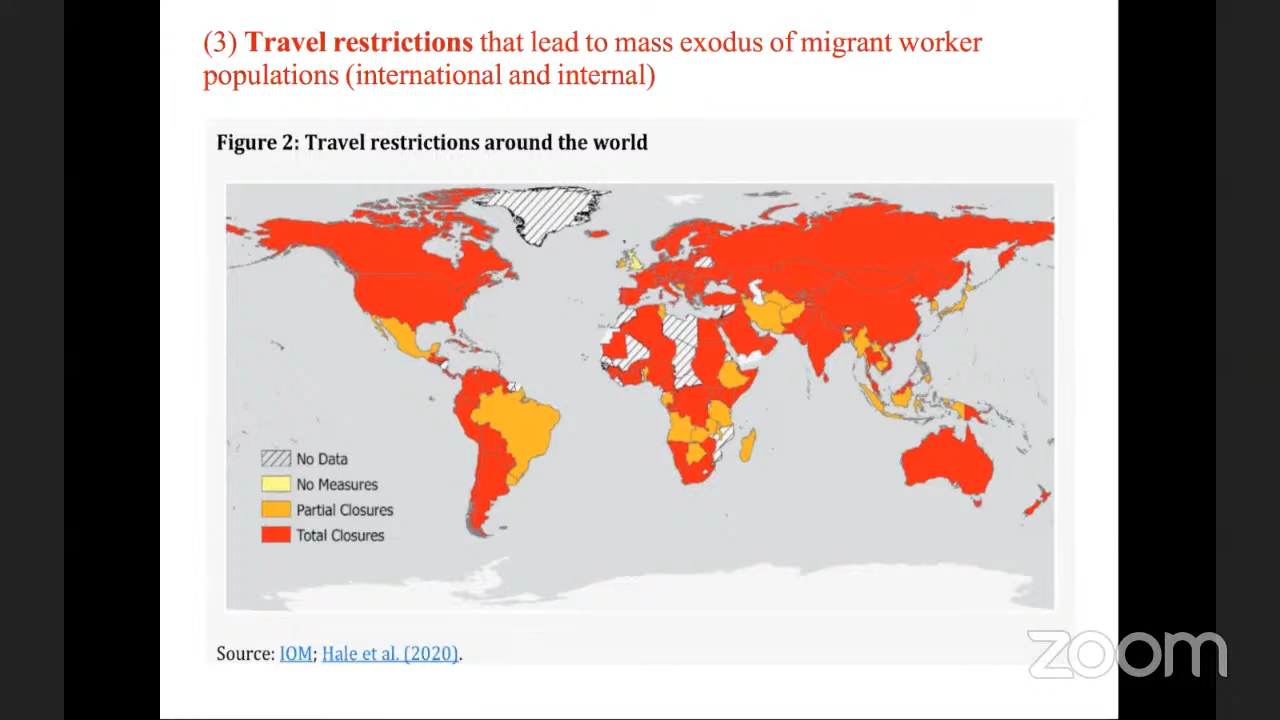 (3) Travel restrictions that lead to mass exodus of migrant worker
populations (international and internal)
Figure 2: Travel restrictions around the world
No Data
No Measures
Partial Closures
Total Closures
Source: IOM; Hale et al. (2020).
zoom